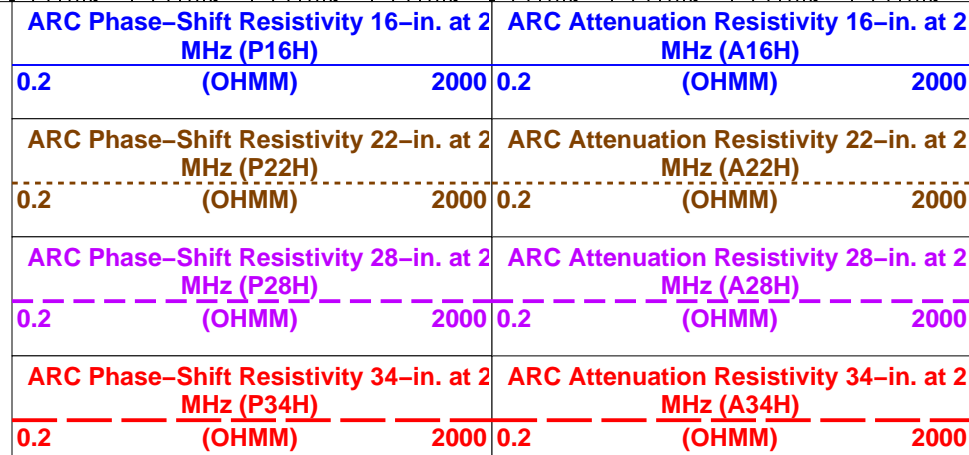 ARC Phase–Shift Resistivity 16–in. at 2
MHz (P16H)
0.2 (OHMM) 2000
ARC Attenuation Resistivity 16–in. at 2
MHz (A16H)
0.2 (OHMM) 2000
ARC Phase–Shift Resistivity 22–in. at 2
MHz (P22H)
0.2 (OHMM) 2000
ARC Attenuation Resistivity 22–in. at 2
MHz (A22H)
0.2 (OHMM) 2000
ARC Phase–Shift Resistivity 28–in. at 2
MHz (P28H)
0.2 (OHMM) 2000
ARC Attenuation Resistivity 28–in. at 2
MHz (A28H)
0.2 (OHMM) 2000
ARC Phase–Shift Resistivity 34–in. at 2
MHz (P34H)
0.2 (OHMM) 2000
ARC Attenuation Resistivity 34–in. at 2
MHz (A34H)
0.2 (OHMM) 2000